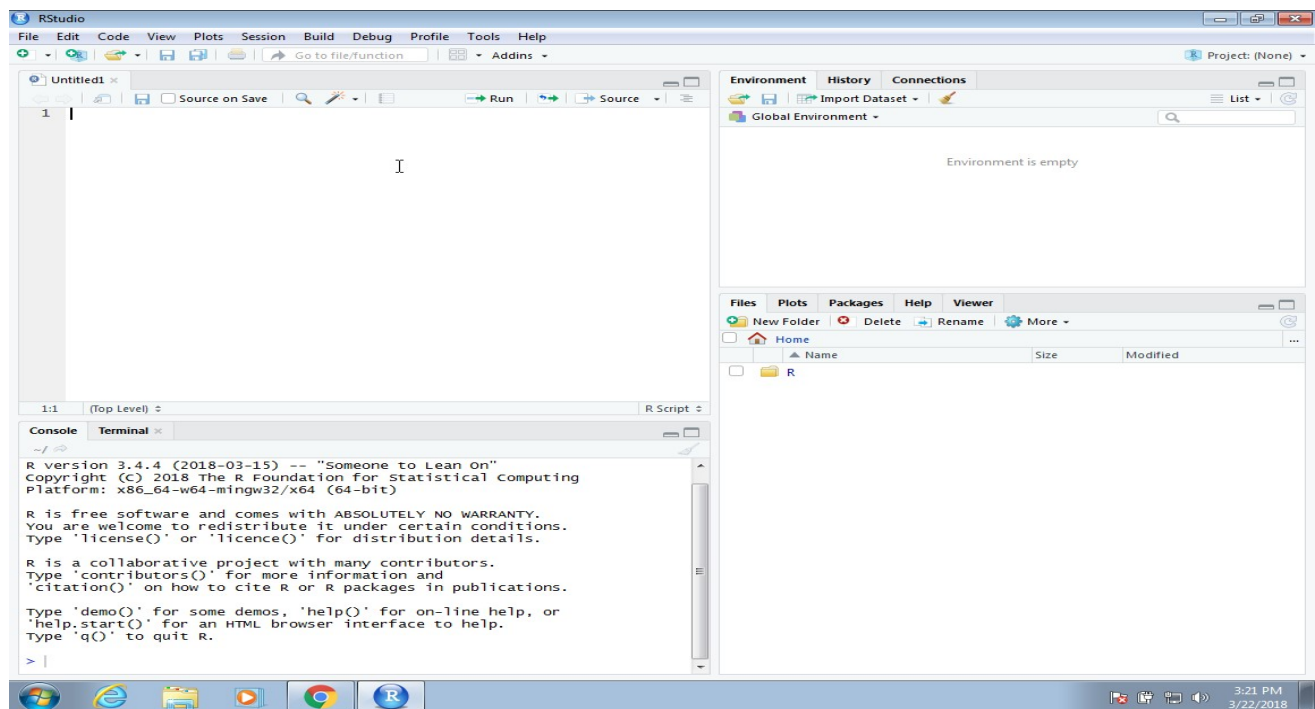 RStudio
File Edit Code View Plots Session Build Debug Profile Tools Help
Go to file/function Addins Project: (None)
Untitled1
Source on Save Run Source
1
1:1 (Top Level) R Script
Console Terminal
~/
R version 3.4.4 (2018-03-15) -- "Someone to Lean On"
Copyright (C) 2018 The R Foundation for Statistical Computing
Platform: x86_64-w64-mingw32/x64 (64-bit)
R is free software and comes with ABSOLUTELY NO WARRANTY.
You are welcome to redistribute it under certain conditions.
Type 'license()' or 'licence()' for distribution details.
R is a collaborative project with many contributors.
Type 'contributors()' for more information and
'citation()' on how to cite R or R packages in publications.
Type 'demo()' for some demos, 'help()' for on-line help, or
'help.start()' for an HTML browser interface to help.
Type 'q()' to quit R.
>
Environment History Connections
Import Dataset List
Global Environment
Environment is empty
Files Plots Packages Help Viewer
New Folder Delete Rename More
Home ...
Name Size Modified
R
3:21 PM
3/22/2018